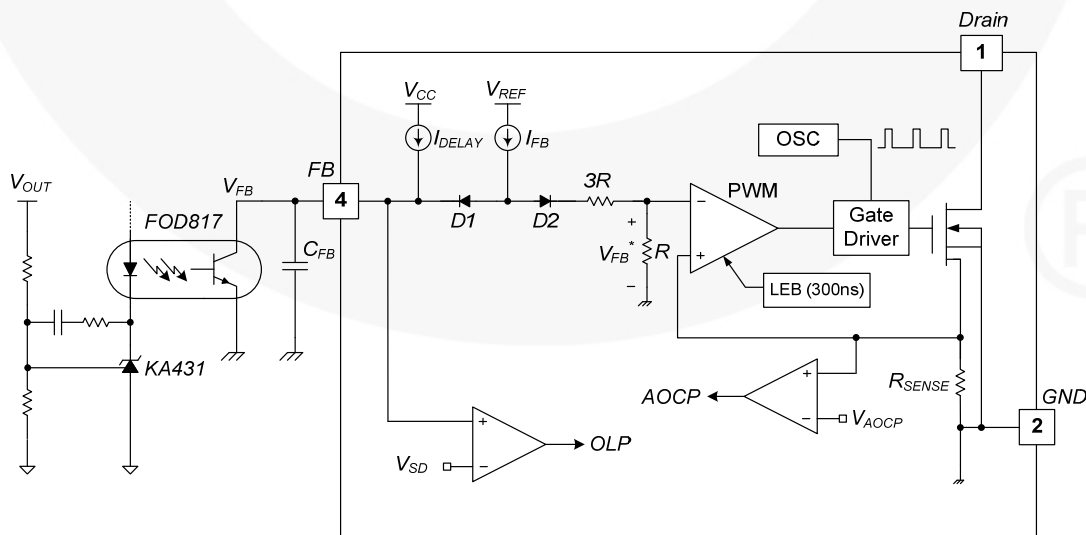 Drain
1
V_CC
V_REF
I_DELAY
I_FB
OSC
FB
4
V_OUT
V_FB
FOD817
3R
PWM
D1
D2
Gate
Driver
C_FB
+
V_FB*
R
−
−
+
LEB (300ns)
KA431
R_SENSE
GND
2
AOCP
+
−
V_AOCP
+
−
V_SD
OLP
R